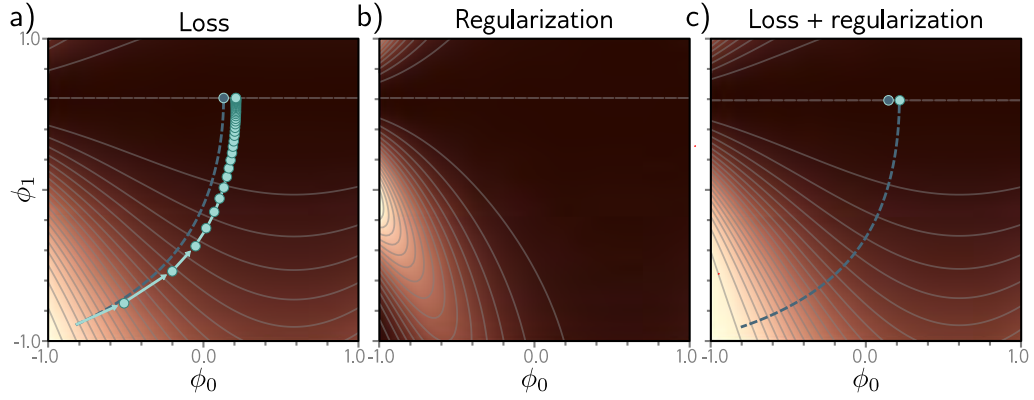 a) Loss
b) Regularization
c) Loss + regularization
1.0
ϕ₁
-1.0
-1.0 0.0 1.0
-1.0 0.0 1.0
-1.0 0.0 1.0
ϕ₀
ϕ₀
ϕ₀